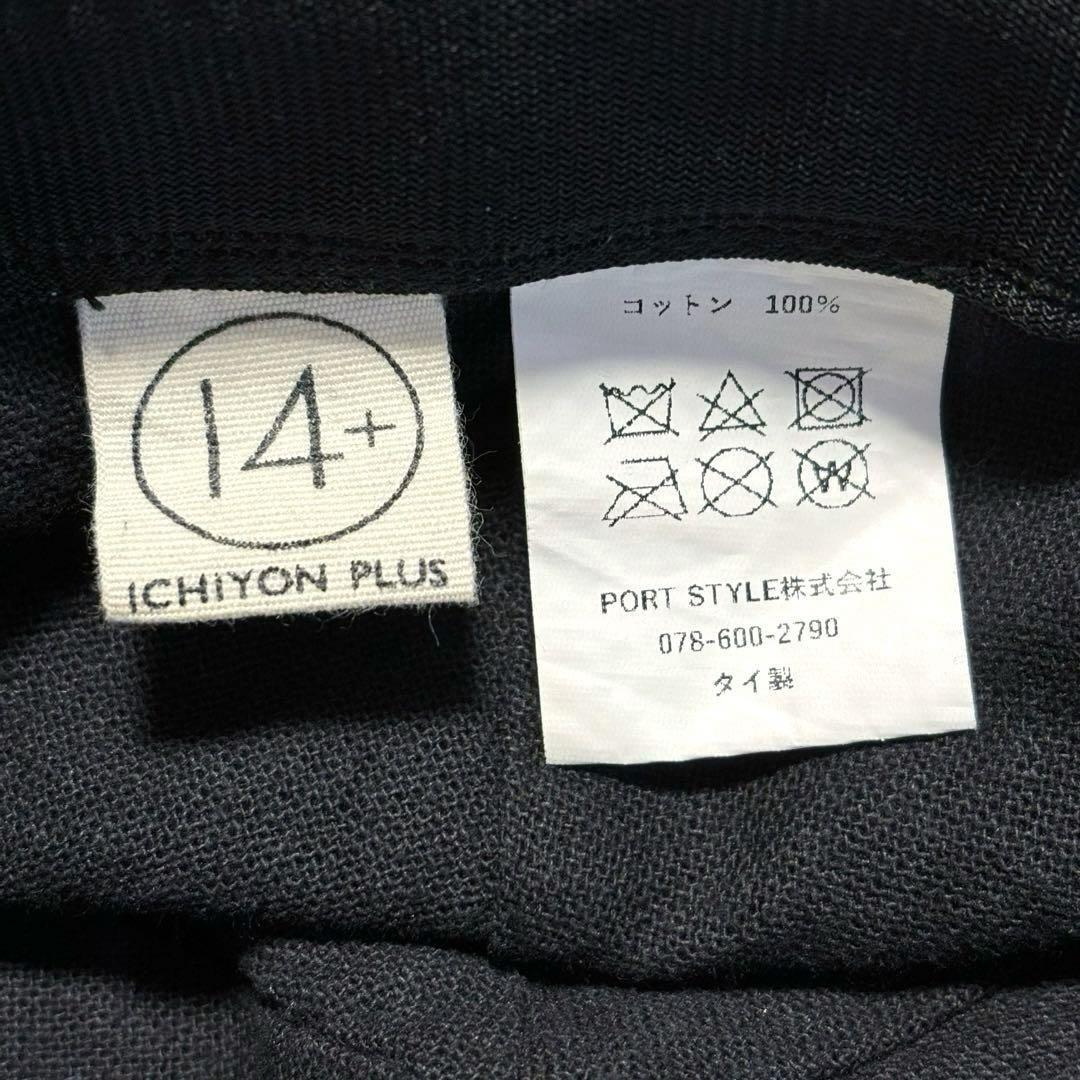 14+
ICHIYON PLUS
コットン 100%
W
PORT STYLE株式会社
078-600-2790
タイ製